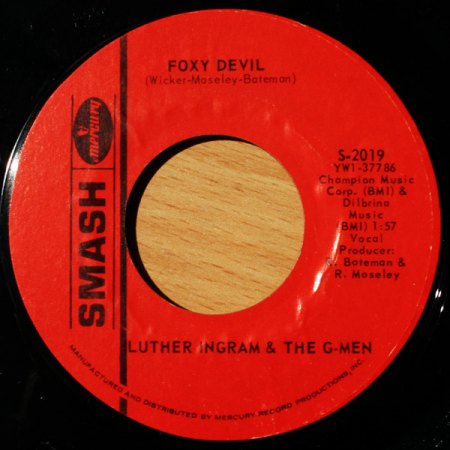 FOXY DEVIL
(Wicker-Moseley-Bateman)
SMASH
mercury
S-2019
YW1-37786
Champion Music
Corp. (BMI) &
Dilbrina
Music
(BMI) 1:57
Vocal
Producer:
Bateman &
R. Moseley
LUTHER INGRAM & THE G-MEN
MANUFACTURED AND DISTRIBUTED BY MERCURY RECORD PRODUCTIONS, INC.